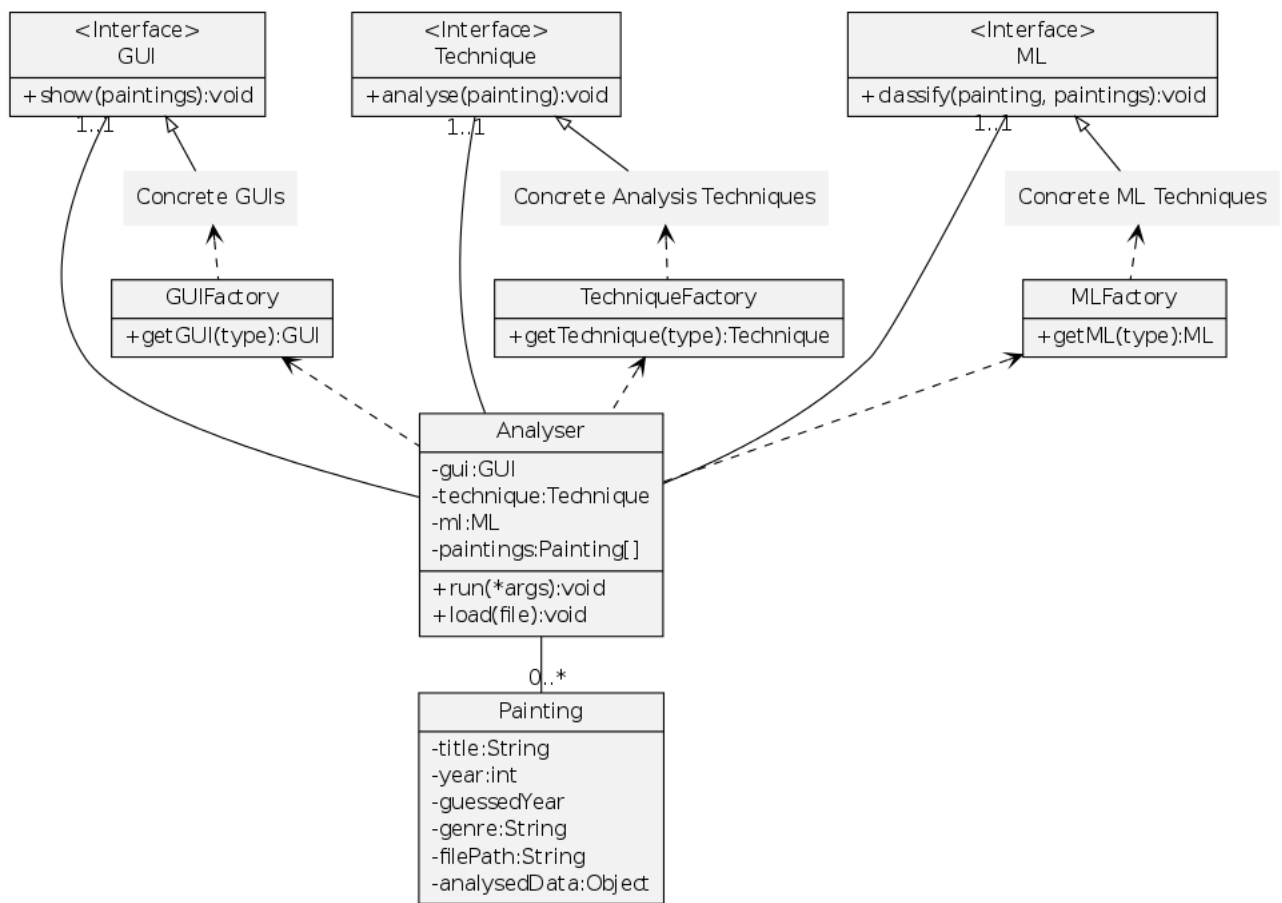 <Interface>
GUI
+show(paintings):void
<Interface>
Technique
+analyse(painting):void
<Interface>
ML
+classify(painting, paintings):void
1..1
1..1
1..1
Concrete GUIs
Concrete Analysis Techniques
Concrete ML Techniques
GUIFactory
+getGUI(type):GUI
TechniqueFactory
+getTechnique(type):Technique
MLFactory
+getML(type):ML
Analyser
-gui:GUI
-technique:Technique
-ml:ML
-paintings:Painting[]
+run(*args):void
+load(file):void
0..*
Painting
-title:String
-year:int
-guessedYear
-genre:String
-filePath:String
-analysedData:Object